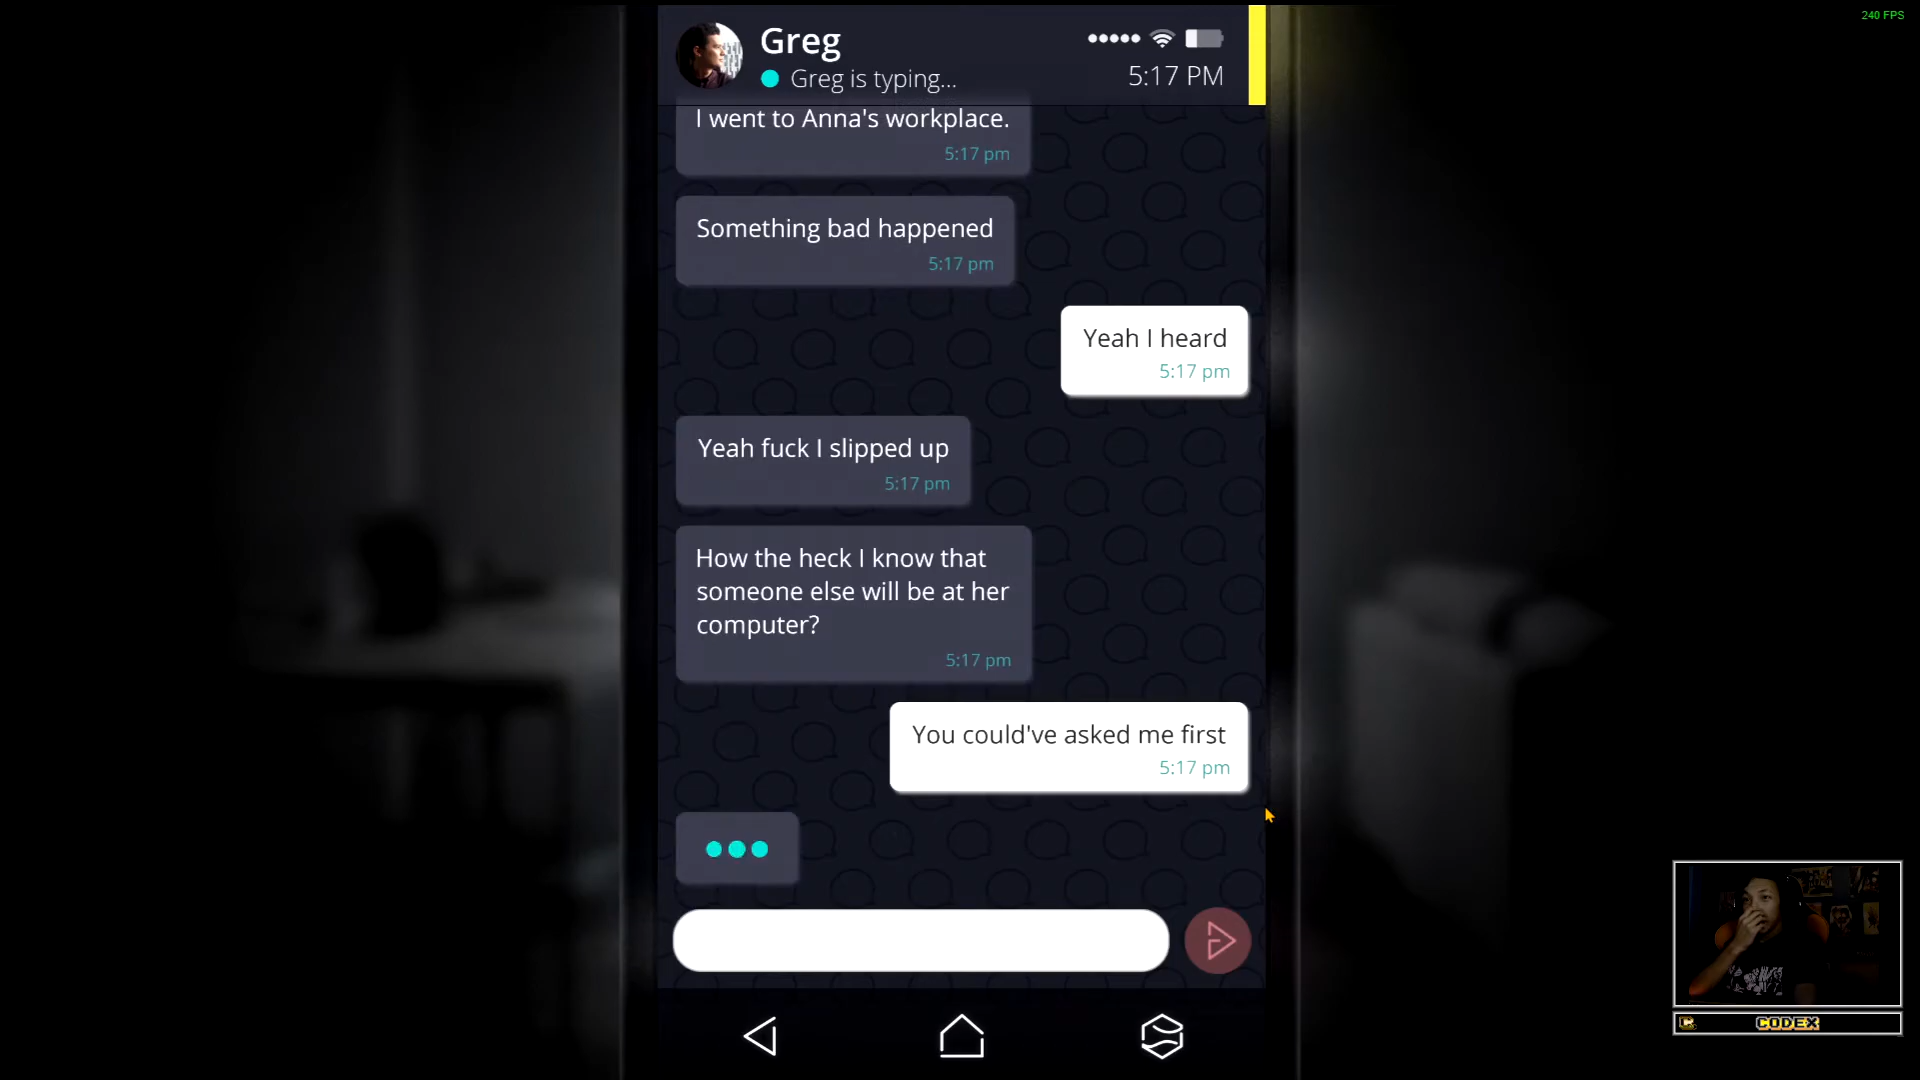 240 FPS
Greg
Greg is typing...
5:17 PM
I went to Anna's workplace.
5:17 pm
Something bad happened
5:17 pm
Yeah I heard
5:17 pm
Yeah fuck I slipped up
5:17 pm
How the heck I know that
someone else will be at her
computer?
5:17 pm
You could've asked me first
5:17 pm
CODEX